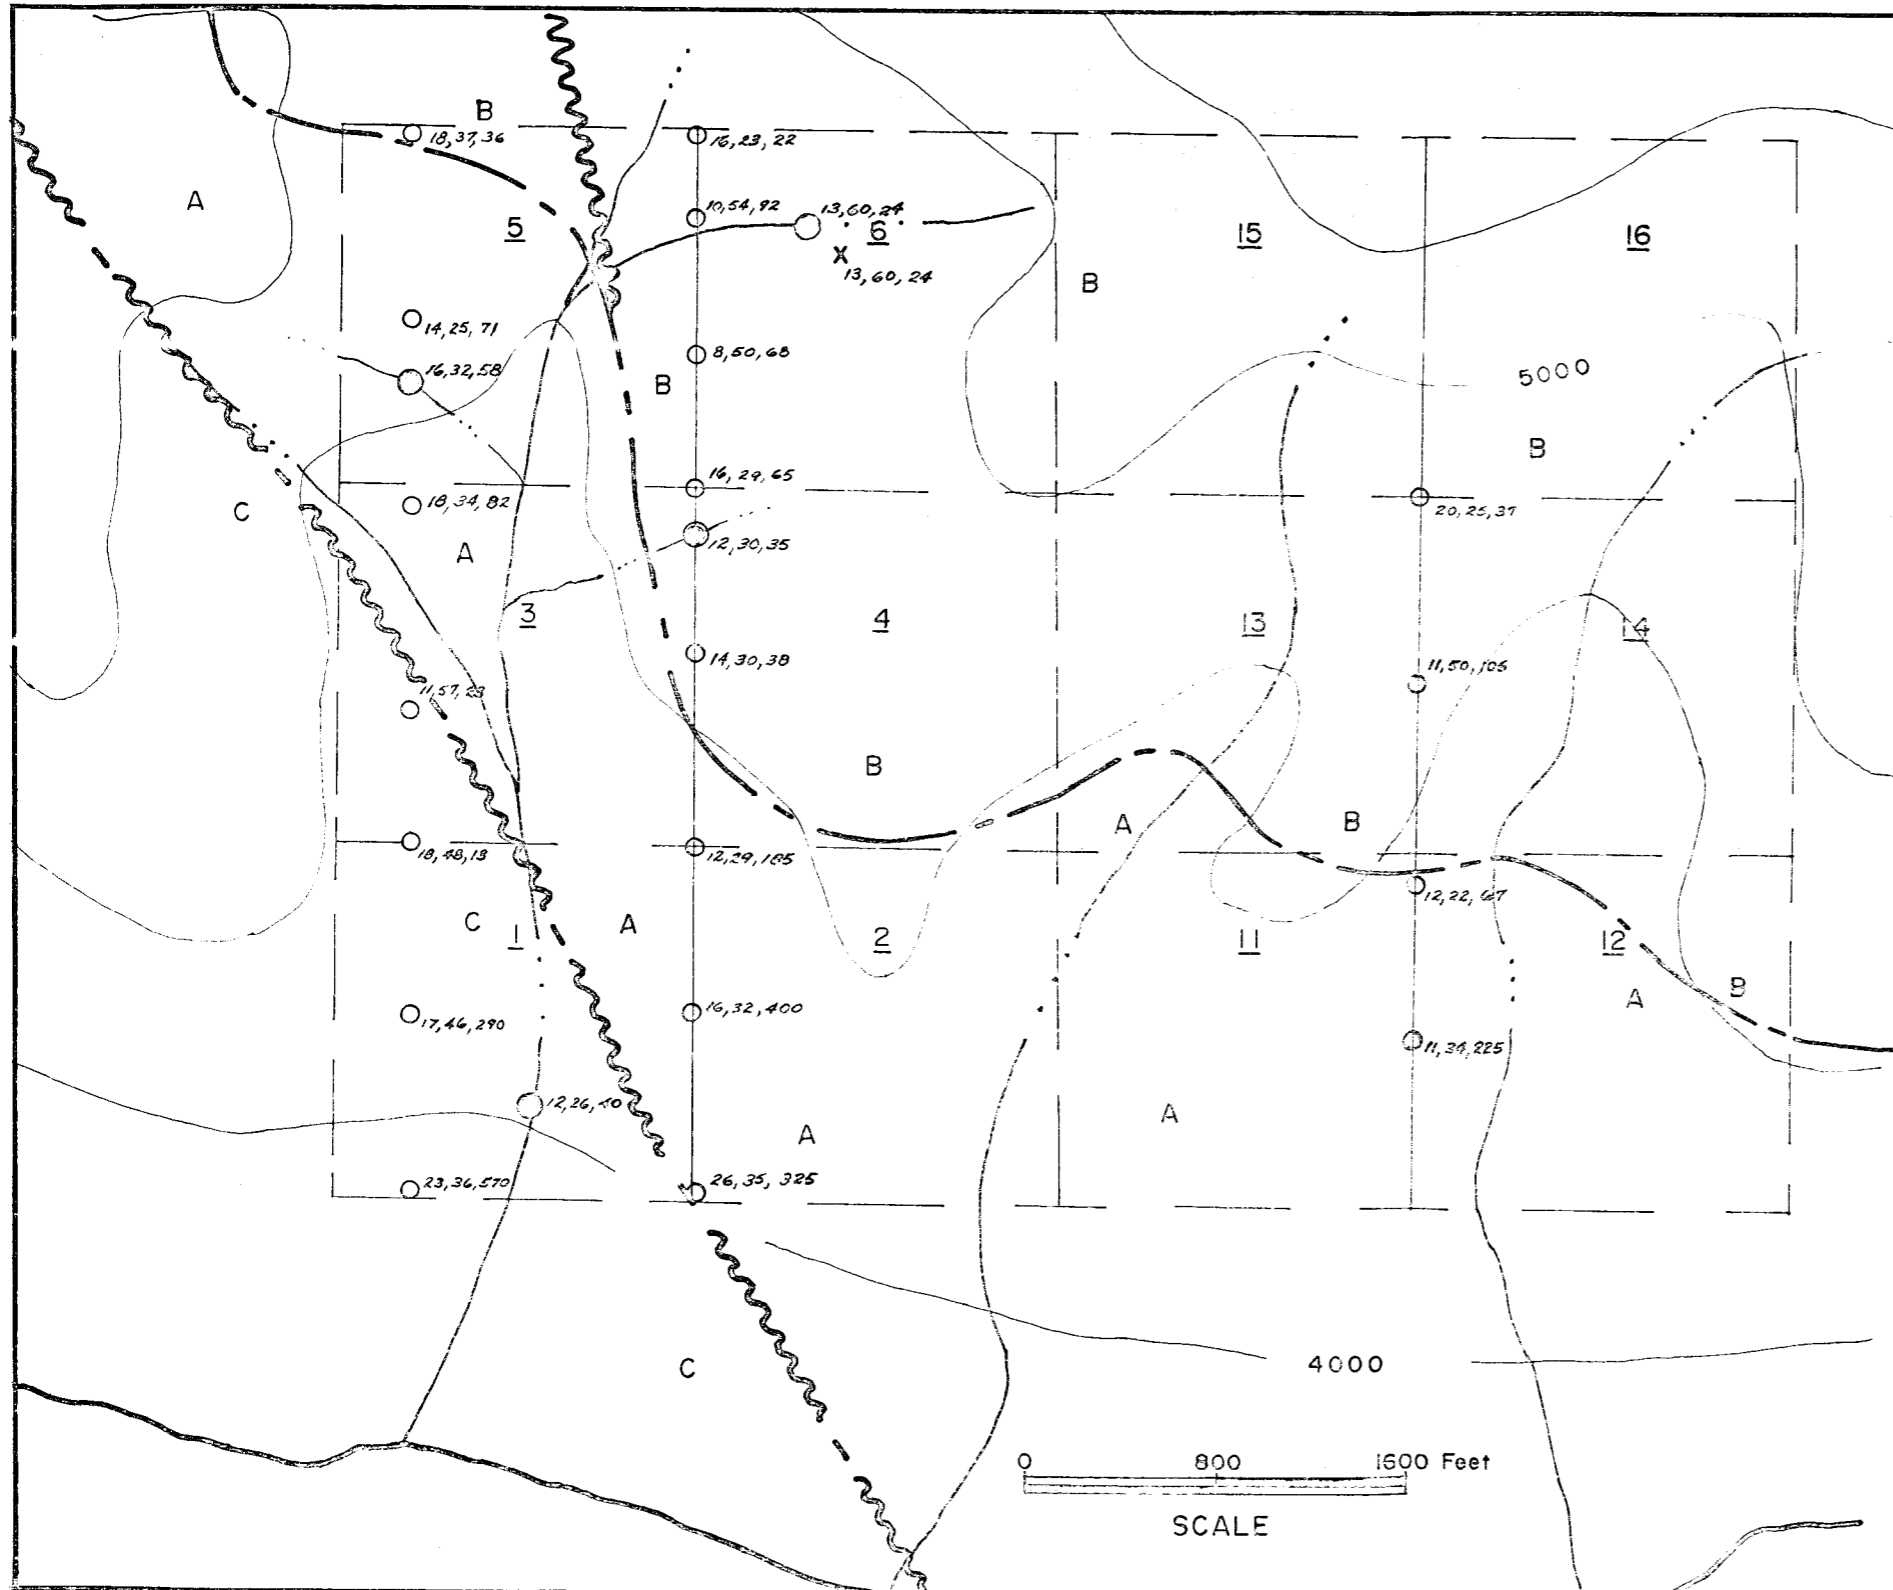 B
18,37,36
16,23,22
A
5
10,54,92
13,60,24
6
15
16
X
13,60,24
B
14,25,71
16,32,58
8,50,68
B
5000
B
16,29,65
18,34,82
20,25,37
C
A
12,30,35
3
4
13
14
14,30,38
11,50,105
11,57,23
B
A
B
18,48,13
12,29,185
12,22,67
C
1
A
2
11
12
A
B
17,46,290
16,32,400
11,34,225
12,26,40
A
A
23,36,570
26,35,325
C
4000
0 800 1600 Feet
SCALE